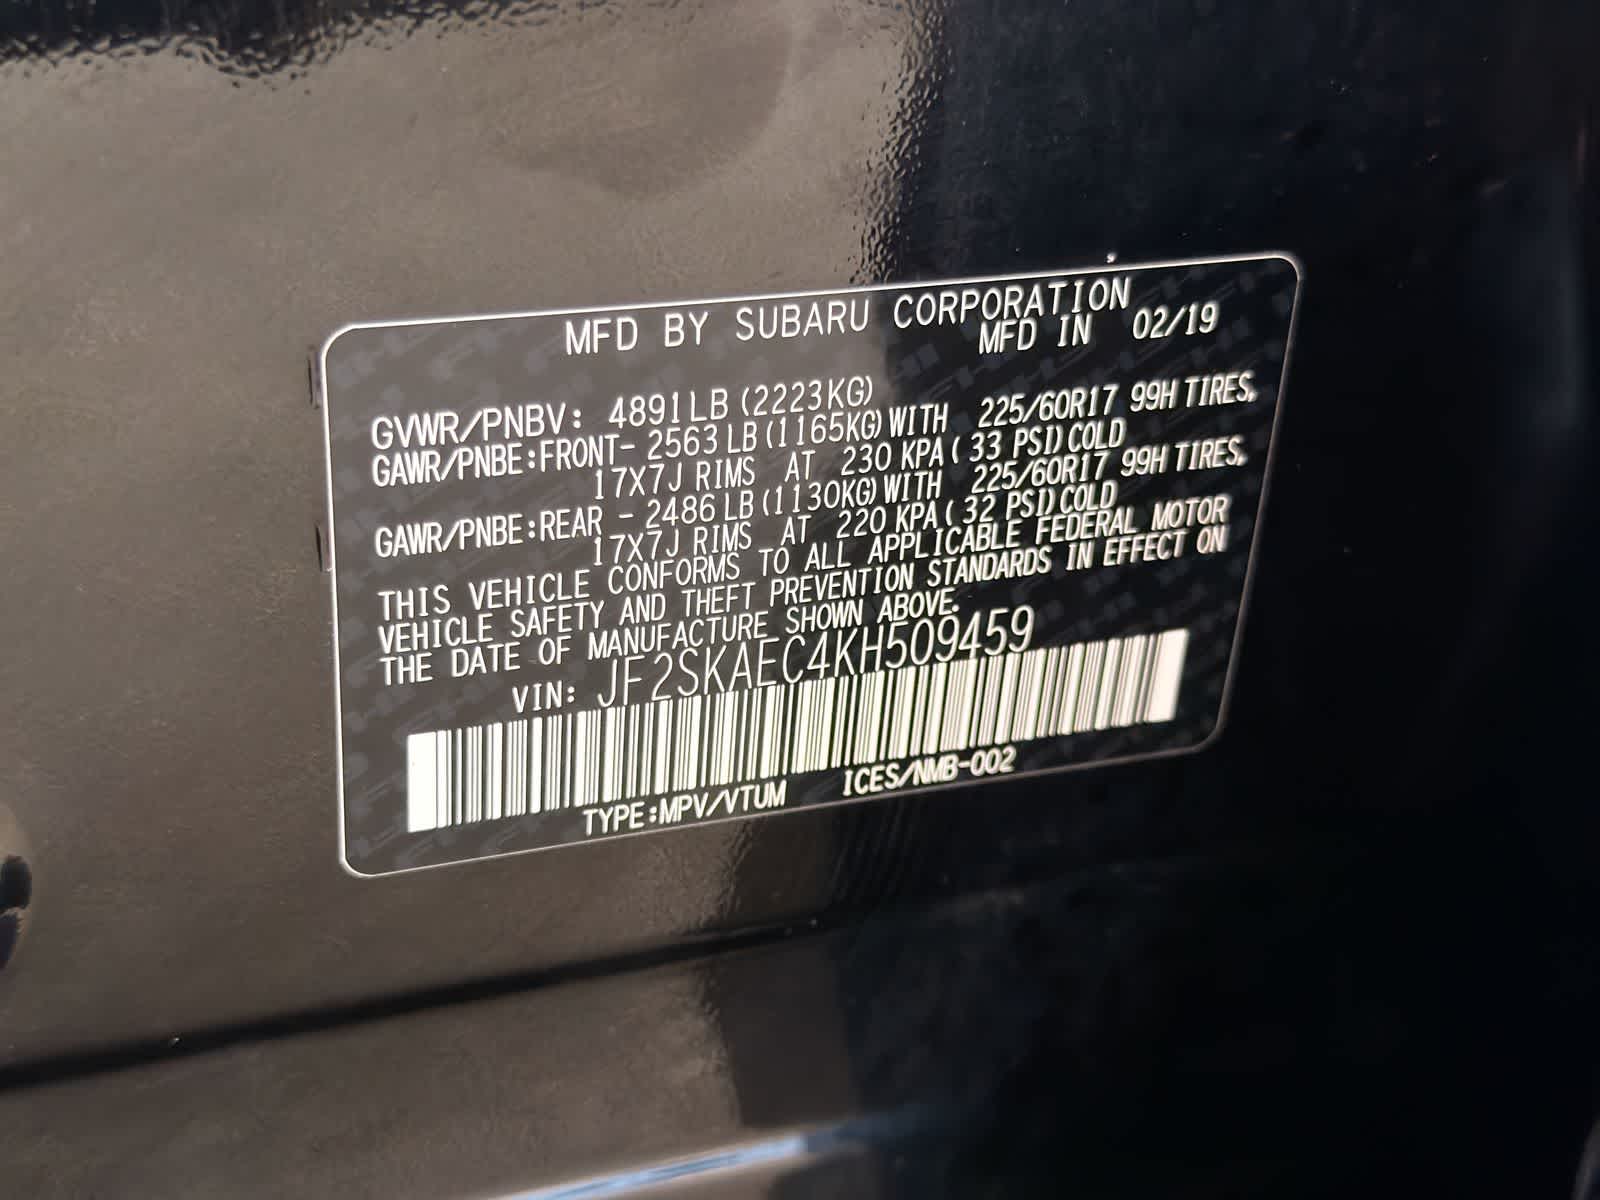 MFD BY SUBARU CORPORATION
MFD IN 02/19
GVWR/PNBV: 4891LB (2223KG)
GAWR/PNBE:FRONT- 2563 LB (1165KG) WITH 225/60R17 99H TIRES,
17X7J RIMS AT 230 KPA ( 33 PSI) COLD
GAWR/PNBE:REAR - 2486 LB (1130KG) WITH 225/60R17 99H TIRES,
17X7J RIMS AT 220 KPA ( 32 PSI) COLD
THIS VEHICLE CONFORMS TO ALL APPLICABLE FEDERAL MOTOR
VEHICLE SAFETY AND THEFT PREVENTION STANDARDS IN EFFECT ON
THE DATE OF MANUFACTURE SHOWN ABOVE.
VIN: JF2SKAEC4KH509459
TYPE:MPV/VTUM ICES/NMB-002